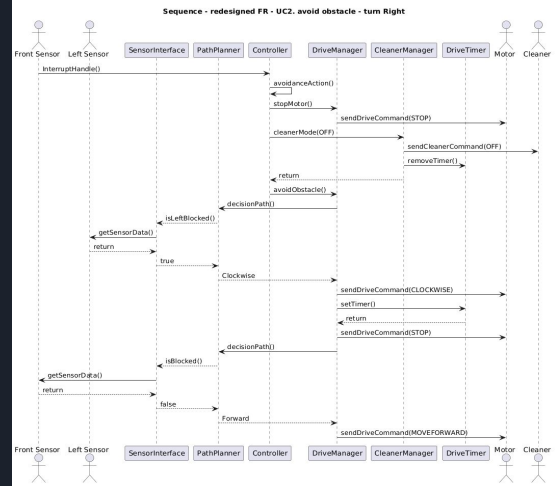 Sequence - redesigned FR - UC2. avoid obstacle - turn Right
Front Sensor Left Sensor SensorInterface PathPlanner Controller DriveManager CleanerManager DriveTimer Motor Cleaner
InterruptHandle()
avoidanceAction()
stopMotor()
sendDriveCommand(STOP)
cleanerMode(OFF)
sendCleanerCommand(OFF)
removeTimer()
return
avoidObstacle()
decisionPath()
isLeftBlocked()
getSensorData()
return
true
Clockwise
sendDriveCommand(CLOCKWISE)
setTimer()
return
sendDriveCommand(STOP)
decisionPath()
isBlocked()
getSensorData()
return
false
Forward
sendDriveCommand(MOVEFORWARD)
Front Sensor Left Sensor SensorInterface PathPlanner Controller DriveManager CleanerManager DriveTimer Motor Cleaner